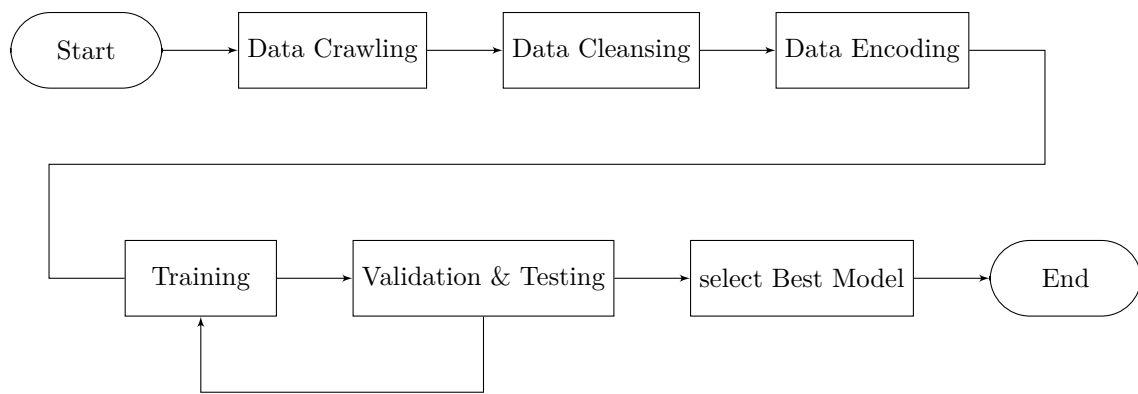 Start
Data Crawling
Data Cleansing
Data Encoding
Training
Validation & Testing
select Best Model
End